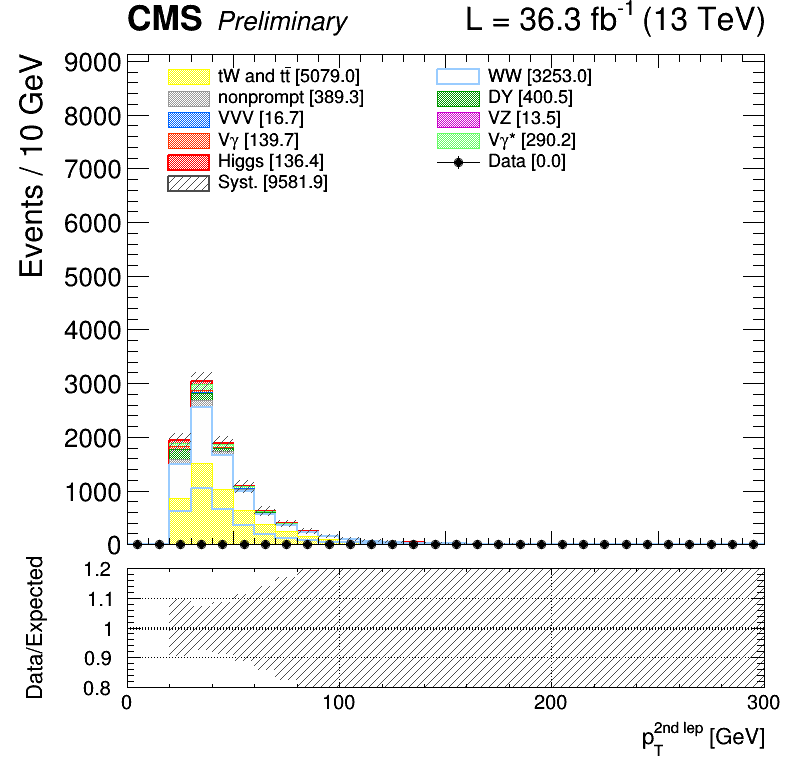 CMS Preliminary L = 36.3 fb⁻¹ (13 TeV)
Events / 10 GeV
9000
8000
7000
6000
5000
4000
3000
2000
1000
0
tW and tt̄ [5079.0]
nonprompt [389.3]
VVV [16.7]
Vγ [139.7]
Higgs [136.4]
Syst. [9581.9]
WW [3253.0]
DY [400.5]
VZ [13.5]
Vγ* [290.2]
Data [0.0]
Data/Expected
1.2
1.1
1
0.9
0.8
0 100 200 300
p_T^{2nd lep} [GeV]